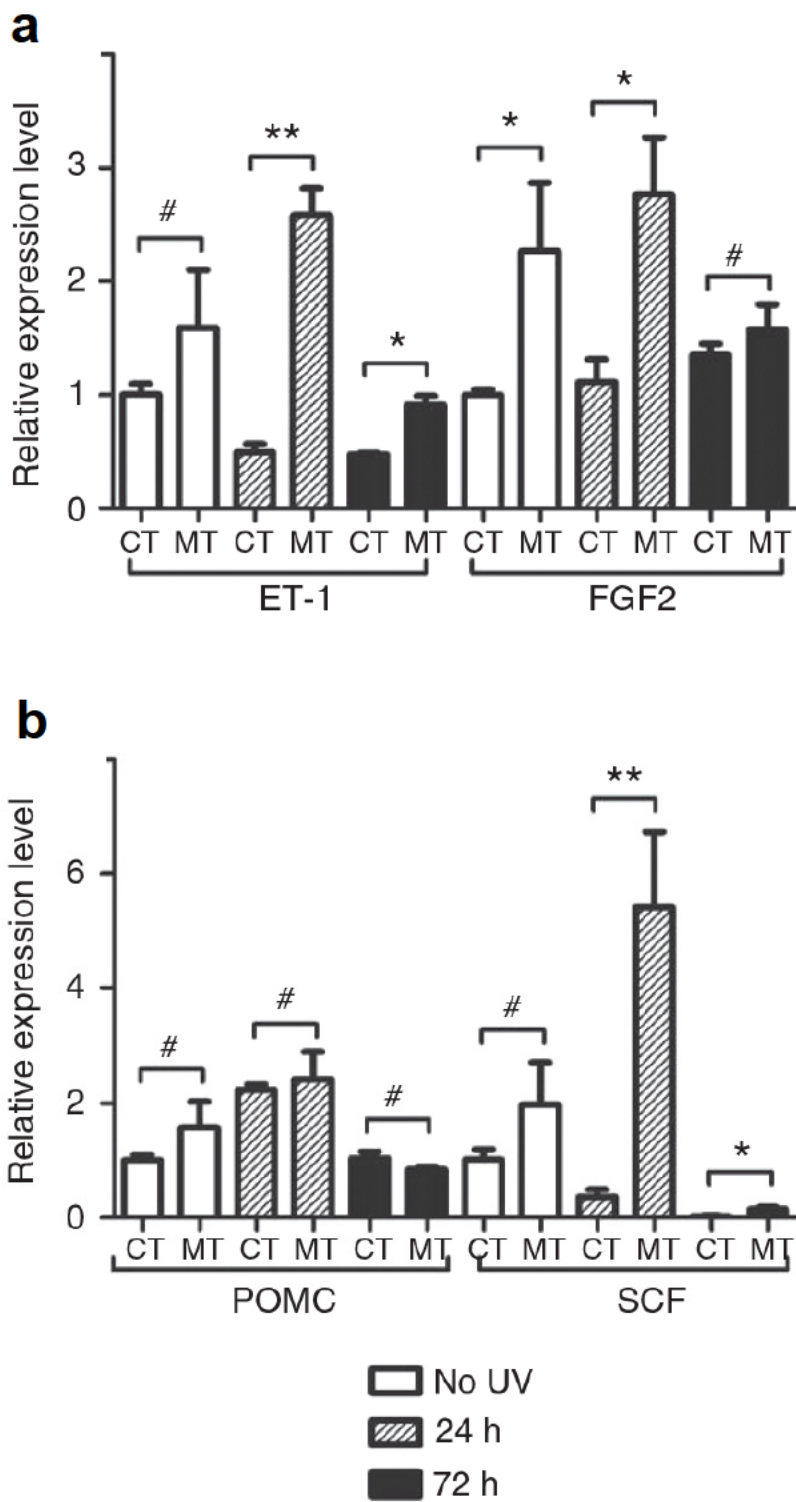 a
Relative expression level
3
2
1
0
#
**
*
*
*
#
CT MT CT MT CT MT CT MT CT MT CT MT
ET-1 FGF2
b
Relative expression level
6
4
2
0
#
#
#
#
**
*
CT MT CT MT CT MT CT MT CT MT CT MT
POMC SCF
No UV
24 h
72 h